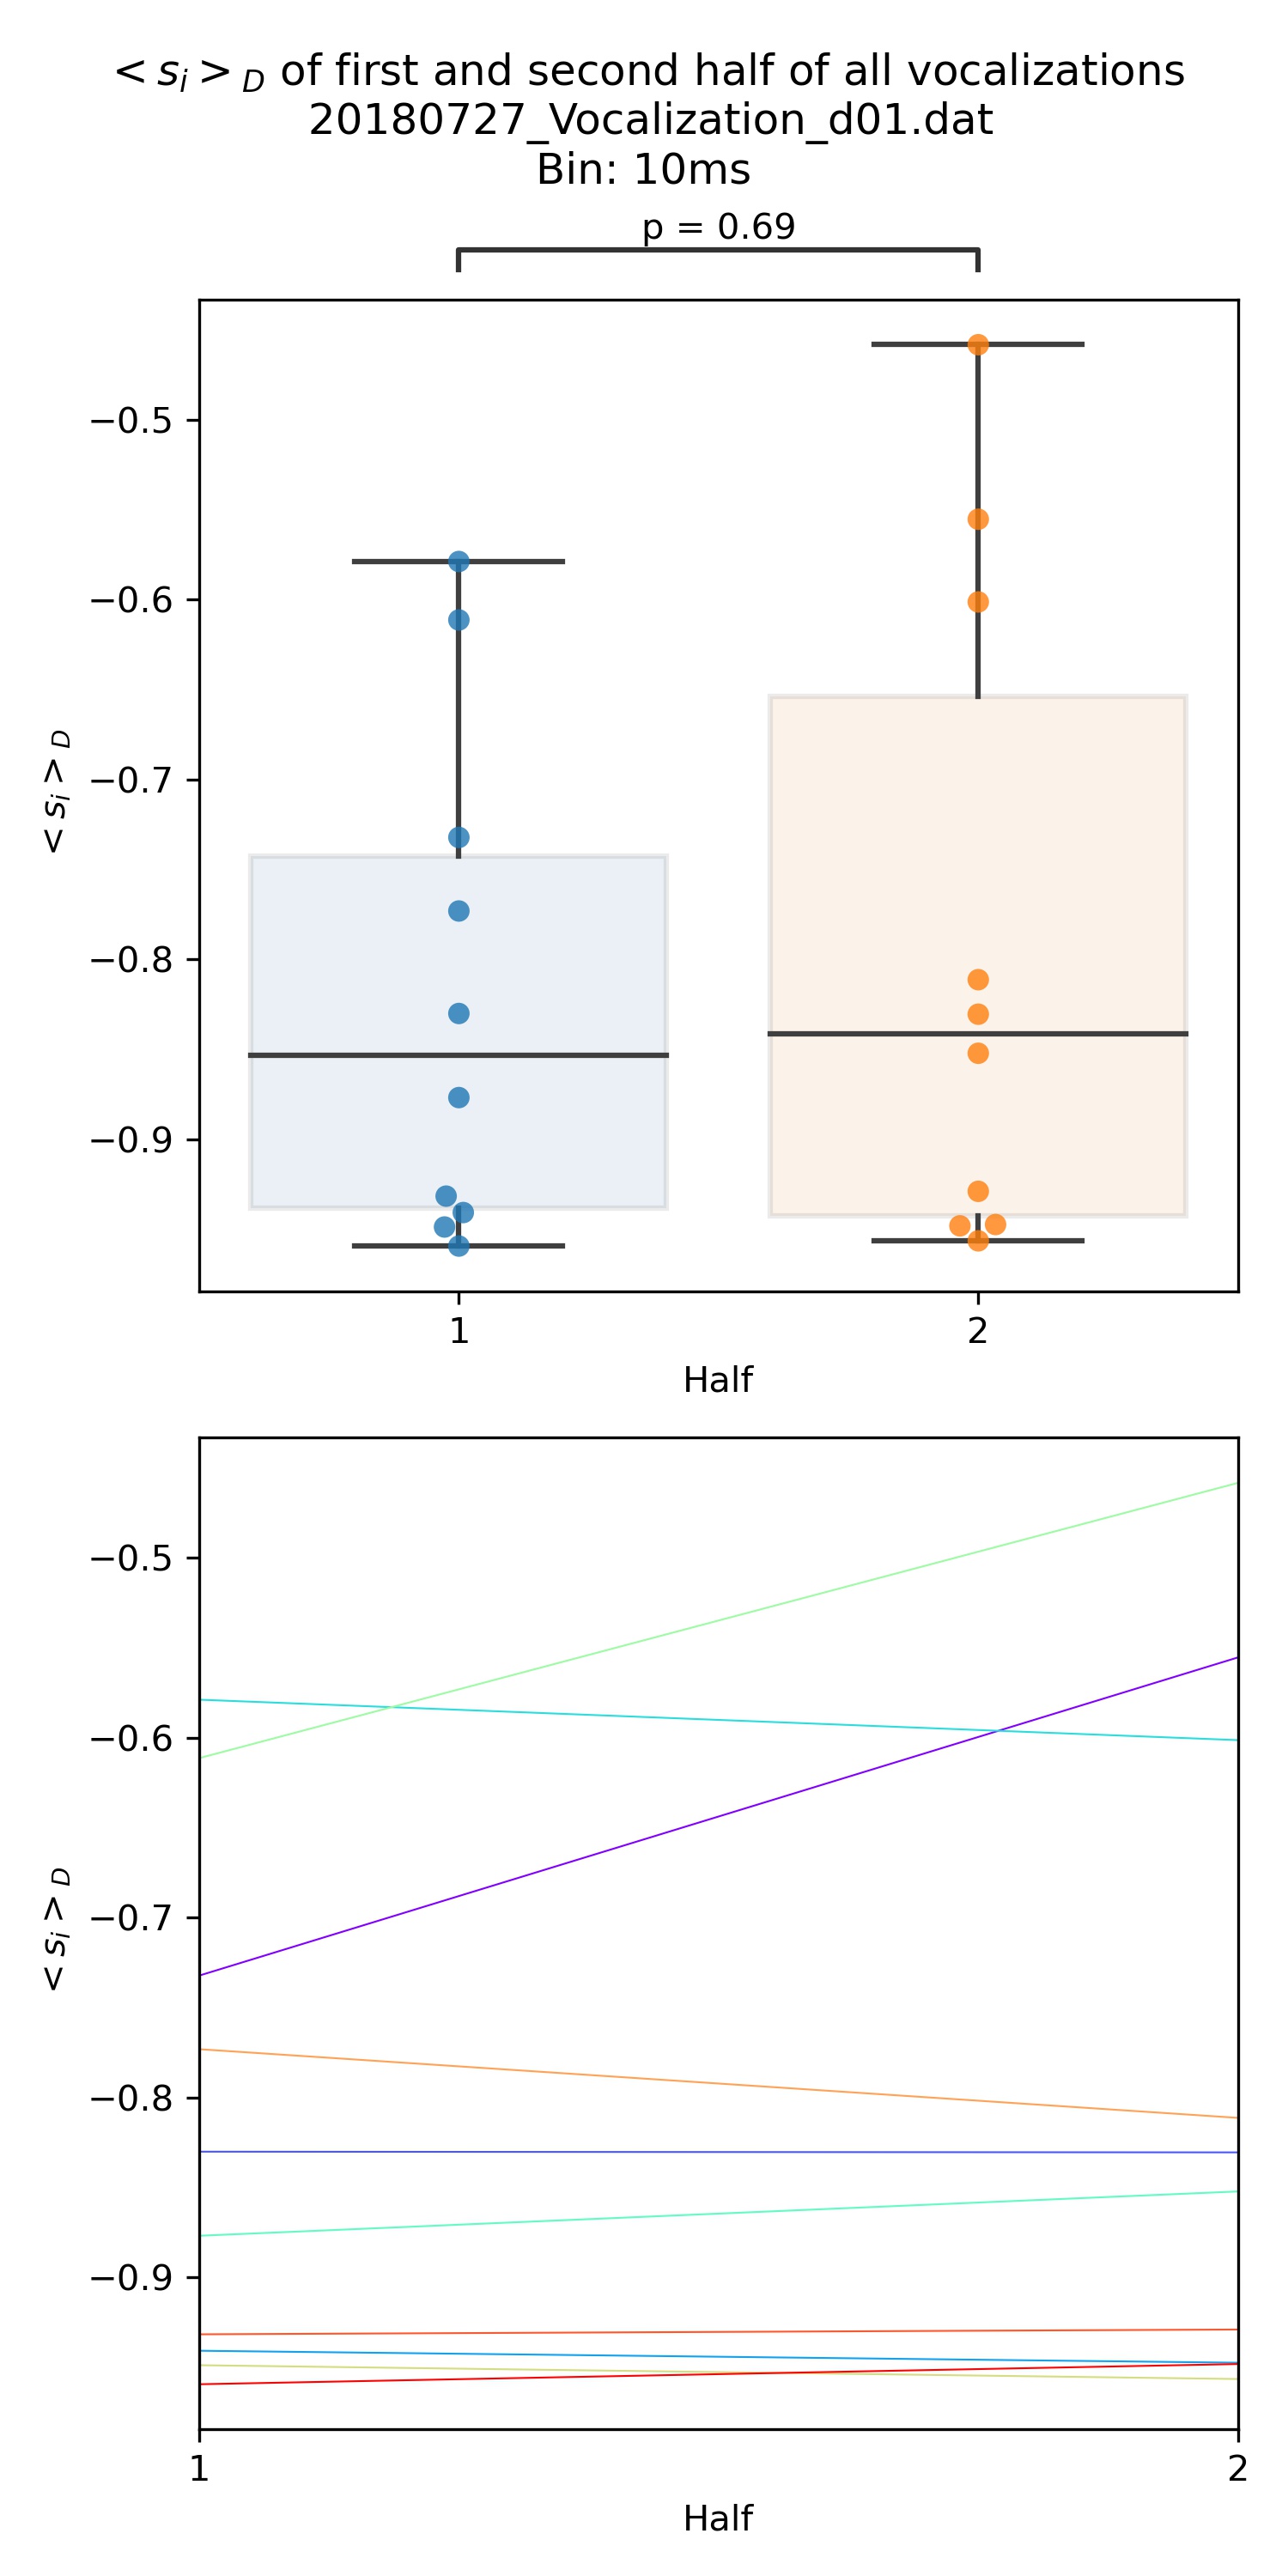 < s_i >_D of first and second half of all vocalizations
20180727_Vocalization_d01.dat
Bin: 10ms
p = 0.69
−0.5
−0.6
−0.7
−0.8
−0.9
< s_i >_D
1 2
Half
−0.5
−0.6
−0.7
−0.8
−0.9
< s_i >_D
1 2
Half